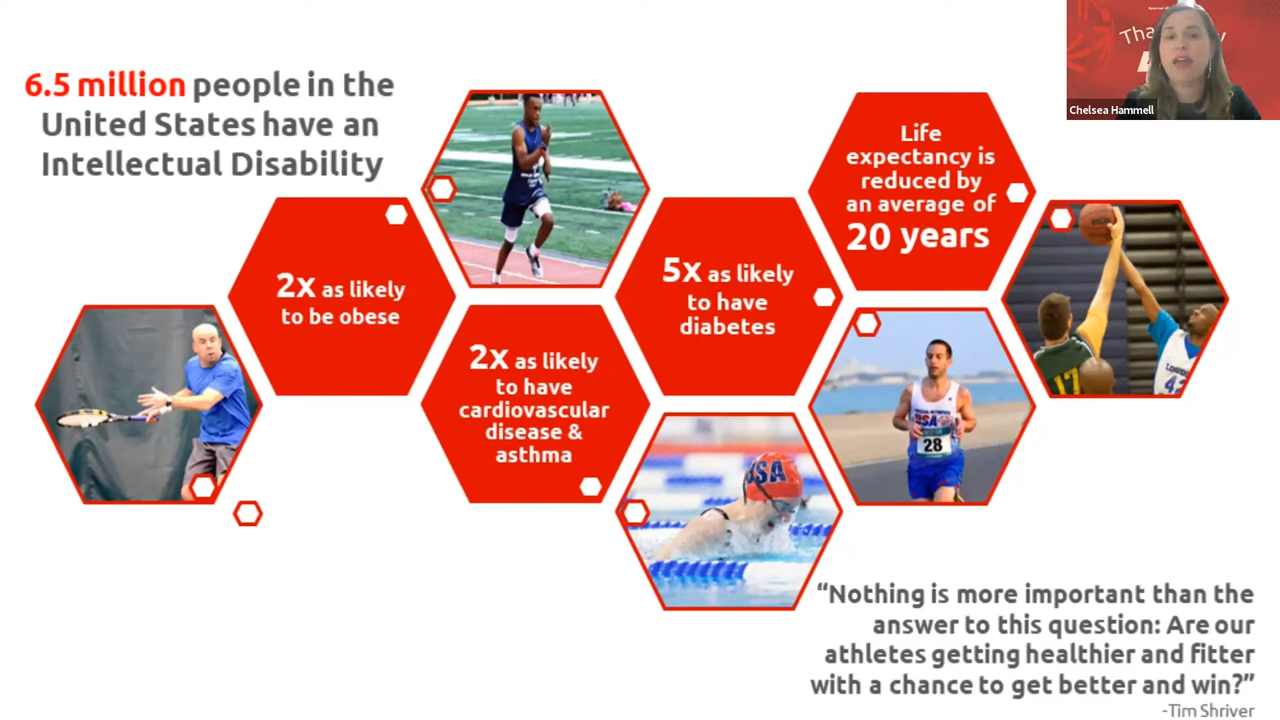 6.5 million people in the
United States have an
Intellectual Disability
2x as likely
to be obese
2x as likely
to have
cardiovascular
disease &
asthma
5x as likely
to have
diabetes
Life
expectancy is
reduced by
an average of
20 years
17
USA
USA
28
42
“Nothing is more important than the
answer to this question: Are our
athletes getting healthier and fitter
with a chance to get better and win?”
-Tim Shriver
Chelsea Hammell